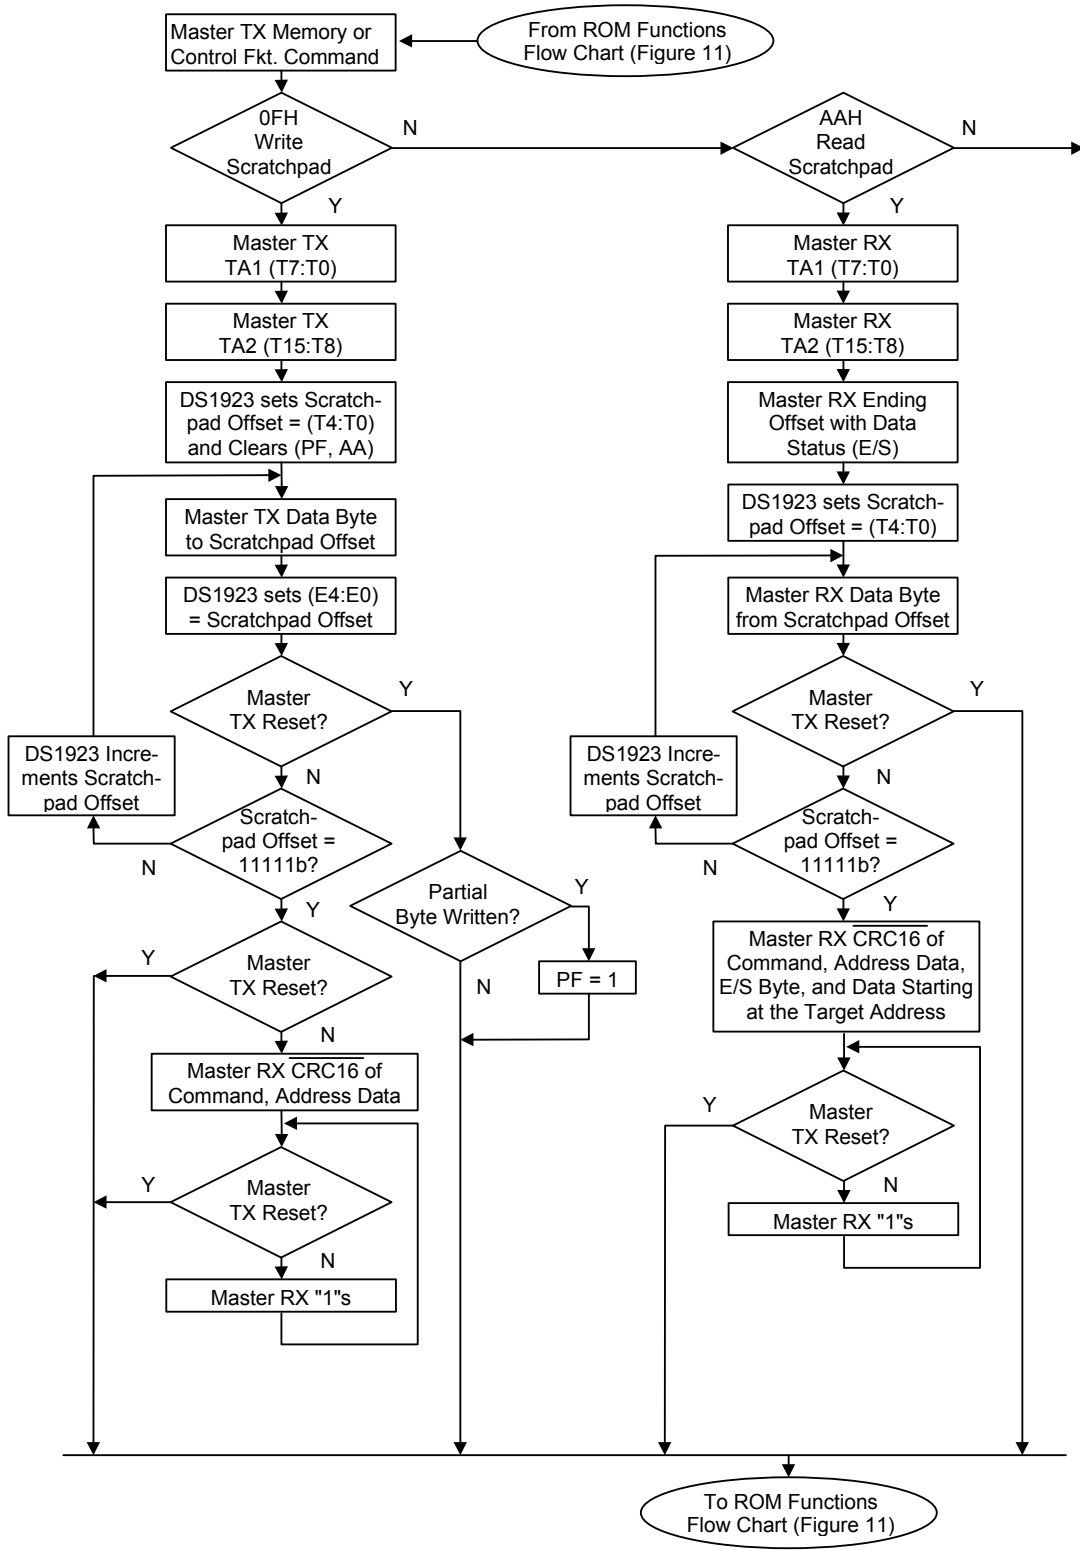 Master TX Memory or
Control Fkt. Command
From ROM Functions
Flow Chart (Figure 11)
0FH
Write
Scratchpad
N
Y
AAH
Read
Scratchpad
N
Y
Master TX
TA1 (T7:T0)
Master TX
TA2 (T15:T8)
DS1923 sets Scratch-
pad Offset = (T4:T0)
and Clears (PF, AA)
Master TX Data Byte
to Scratchpad Offset
DS1923 sets (E4:E0)
= Scratchpad Offset
Master
TX Reset?
Y
N
DS1923 Incre-
ments Scratch-
pad Offset
Scratch-
pad Offset =
11111b?
N
Y
Partial
Byte Written?
Y
N
PF = 1
Master
TX Reset?
Y
N
Master RX CRC16 of
Command, Address Data
Master
TX Reset?
Y
N
Master RX "1"s
Master RX
TA1 (T7:T0)
Master RX
TA2 (T15:T8)
Master RX Ending
Offset with Data
Status (E/S)
DS1923 sets Scratch-
pad Offset = (T4:T0)
Master RX Data Byte
from Scratchpad Offset
Master
TX Reset?
Y
N
DS1923 Incre-
ments Scratch-
pad Offset
Scratch-
pad Offset =
11111b?
N
Y
Master RX CRC16 of
Command, Address Data,
E/S Byte, and Data Starting
at the Target Address
Master
TX Reset?
Y
N
Master RX "1"s
To ROM Functions
Flow Chart (Figure 11)